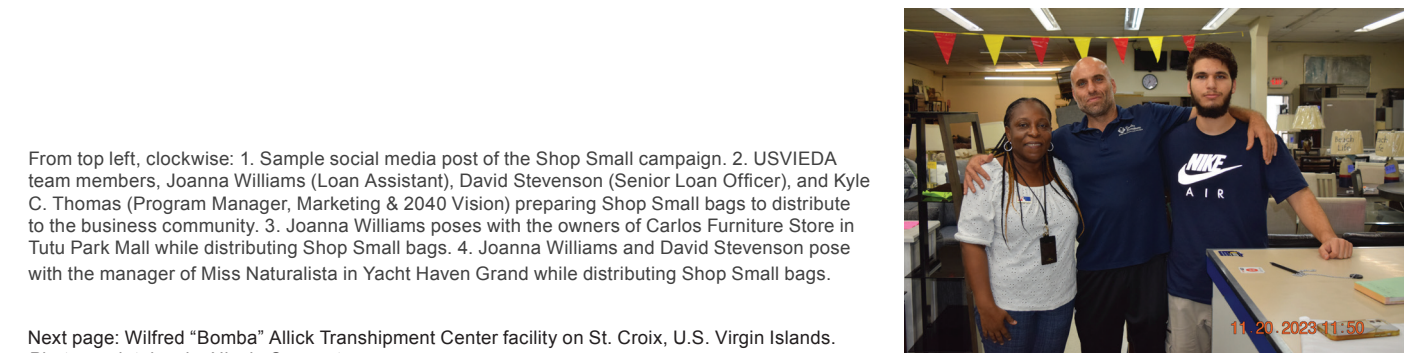 From top left, clockwise: 1. Sample social media post of the Shop Small campaign. 2. USVIEDA
team members, Joanna Williams (Loan Assistant), David Stevenson (Senior Loan Officer), and Kyle
C. Thomas (Program Manager, Marketing & 2040 Vision) preparing Shop Small bags to distribute
to the business community. 3. Joanna Williams poses with the owners of Carlos Furniture Store in
Tutu Park Mall while distributing Shop Small bags. 4. Joanna Williams and David Stevenson pose
with the manager of Miss Naturalista in Yacht Haven Grand while distributing Shop Small bags.
Next page: Wilfred “Bomba” Allick Transhipment Center facility on St. Croix, U.S. Virgin Islands.
NIKE
AIR
11.20.2023 11:50